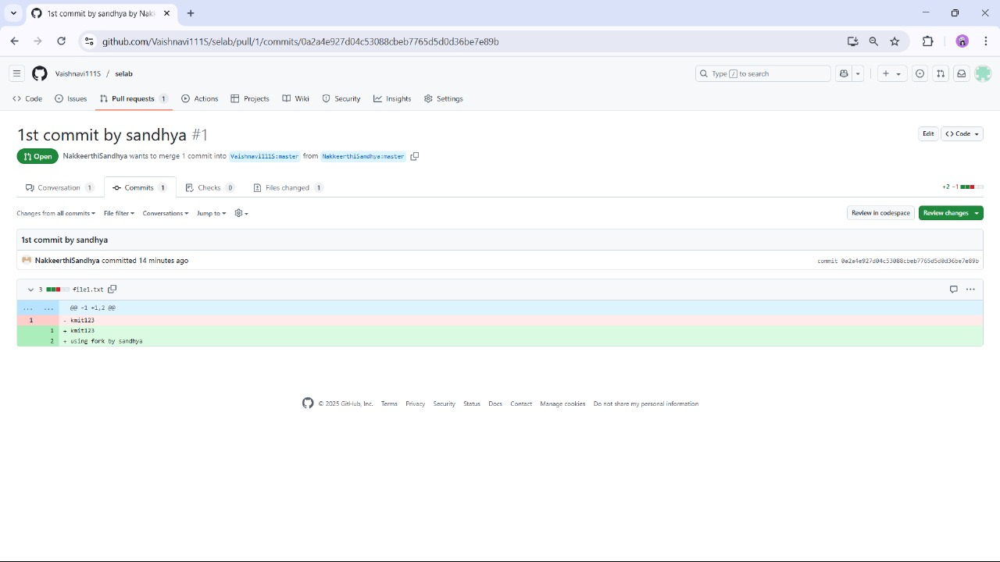 1st commit by sandhya by Nak
github.com/Vaishnavi111S/selab/pull/1/commits/0a2a4e927d04c53088cbeb7765d5d0d36be7e89b
Vaishnavi111S / selab
Type / to search
Code Issues Pull requests 1 Actions Projects Wiki Security Insights Settings
1st commit by sandhya #1
Edit <> Code
Open NakkeerthiSandhya wants to merge 1 commit into Vaishnavi111S:master from NakkeerthiSandhya:master
Conversation 1 Commits 1 Checks 0 Files changed 1
+2 −1
Changes from all commits File filter Conversations Jump to
Review in codespace Review changes
1st commit by sandhya
NakkeerthiSandhya committed 14 minutes ago
commit 0a2a4e927d04c53088cbeb7765d5d0d36be7e89b
3 file1.txt
... ... @@ -1 +1,2 @@
1 - kmit123
1 + kmit123
2 + using fork by sandhya
© 2025 GitHub, Inc. Terms Privacy Security Status Docs Contact Manage cookies Do not share my personal information